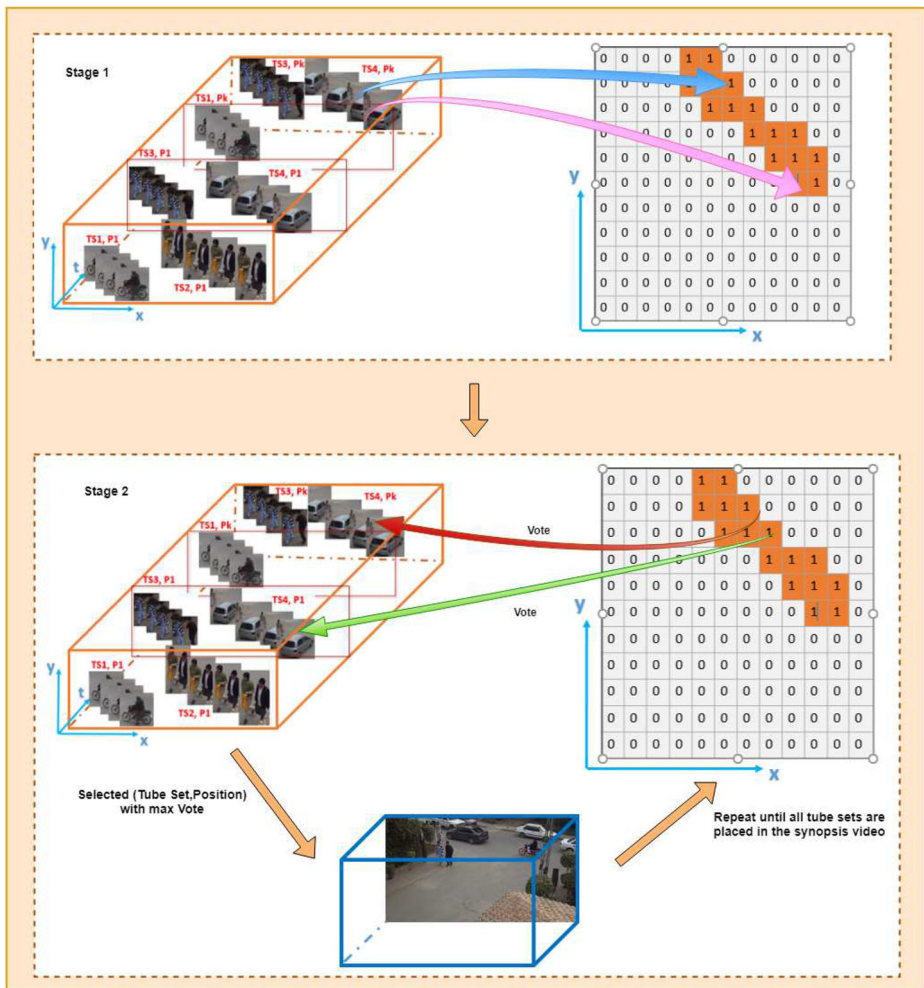 Stage 1
TS3, Pk
TS4, Pk
TS1, Pk
TS3, P1
TS4, P1
TS1, P1
TS2, P1
y
t
x
0 0 0 0 1 1 0 0 0 0 0 0
0 0 0 0 1 0 0 0 0 0
0 0 0 0 0 1 1 1 0 0 0 0
0 0 0 0 0 0 0 1 1 1 0 0
0 0 0 0 0 0 0 0 1 1 1 0
0 0 0 0 0 0 0 0 1 0
0 0 0 0 0 0 0 0 0 0 0 0
0 0 0 0 0 0 0 0 0 0 0 0
0 0 0 0 0 0 0 0 0 0 0 0
0 0 0 0 0 0 0 0 0 0 0 0
y
x
Stage 2
TS3, Pk
TS4, Pk
TS1, Pk
TS3, P1
TS4, P1
TS1, P1
TS2, P1
y
t
x
Vote
Vote
0 0 0 0 1 1 0 0 0 0 0 0
0 0 0 0 1 1 1 0 0 0 0 0
0 0 0 0 0 1 1 1 0 0 0 0
0 0 0 0 0 0 0 1 1 1 0 0
0 0 0 0 0 0 0 0 1 1 1 0
0 0 0 0 0 0 0 0 0 1 1 0
0 0 0 0 0 0 0 0 0 0 0 0
0 0 0 0 0 0 0 0 0 0 0 0
0 0 0 0 0 0 0 0 0 0 0 0
0 0 0 0 0 0 0 0 0 0 0 0
y
x
Selected (Tube Set,Position)
with max Vote
Repeat until all tube sets are
placed in the synopsis video